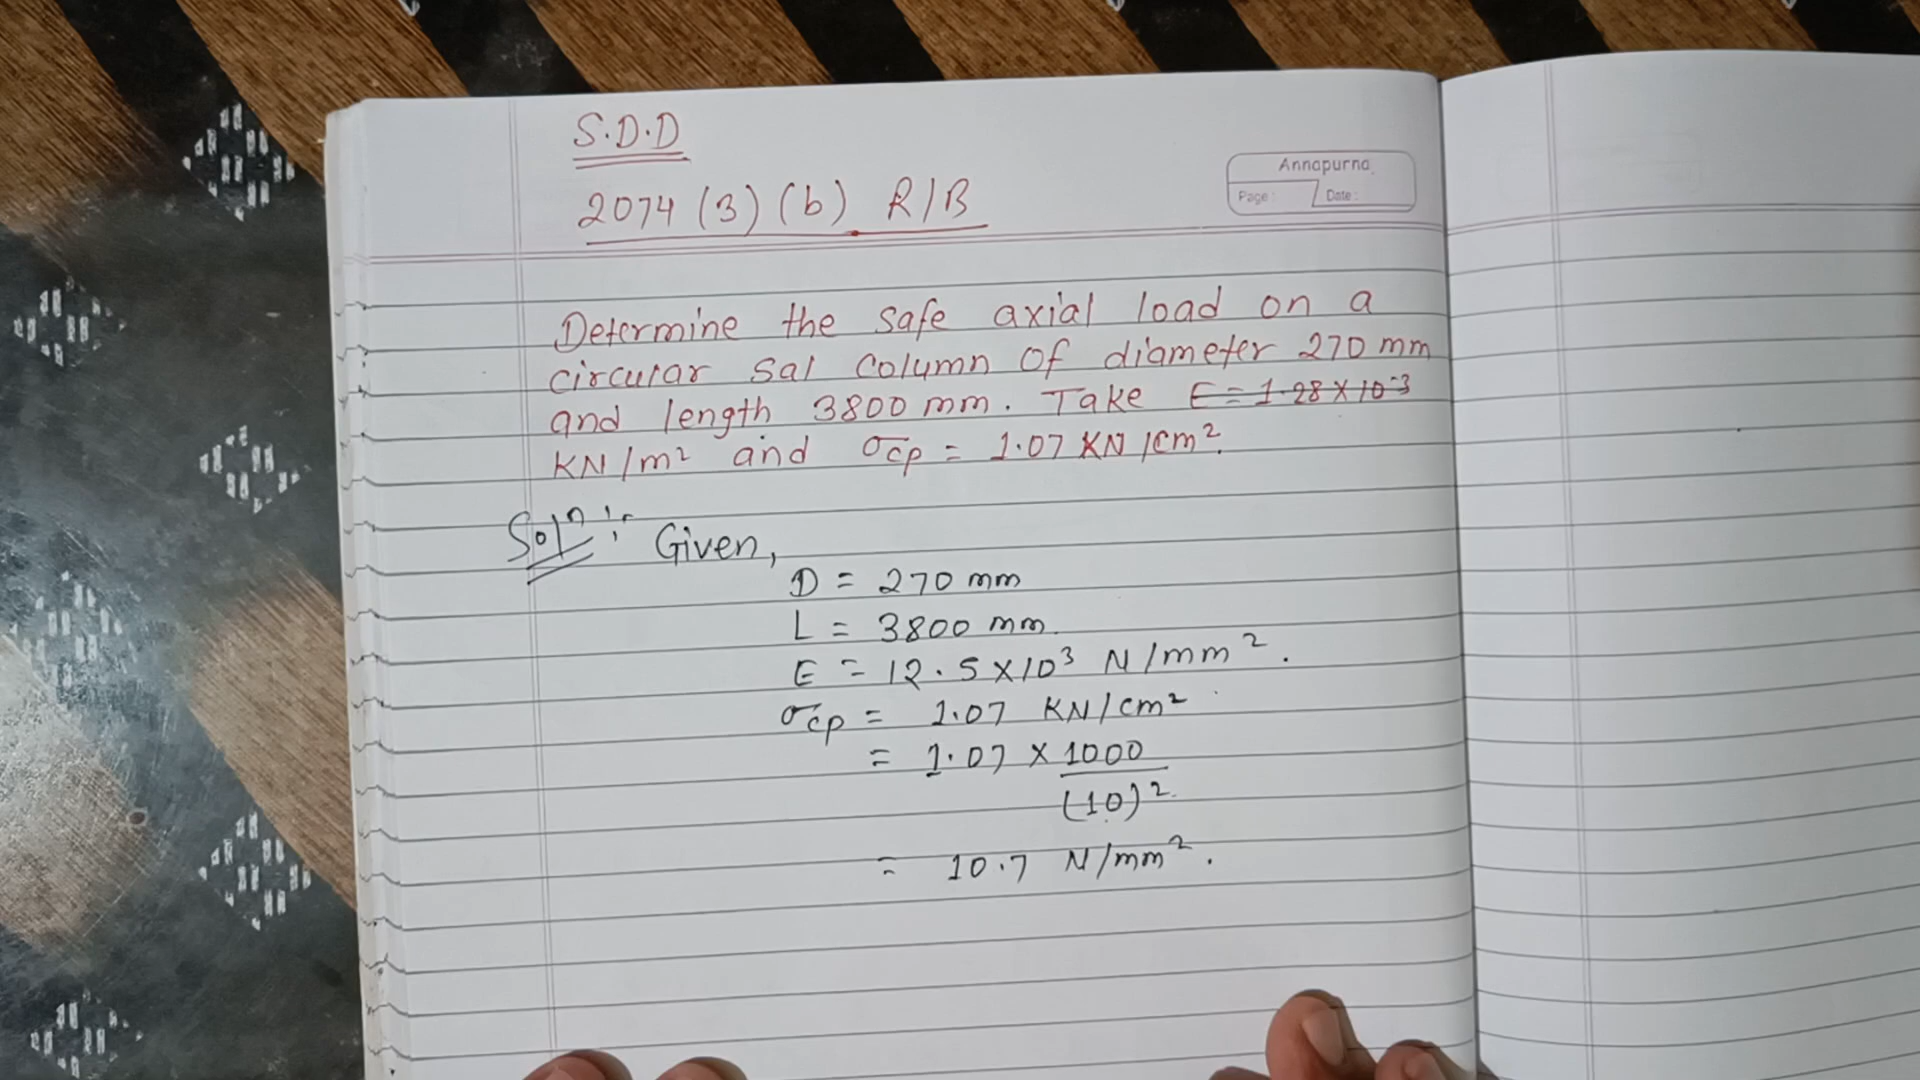 S.D.D
Annapurna
Page: Date:
2074 (3) (b) R/B
Determine the safe axial load on a
circular sal column of diameter 270 mm
and length 3800 mm. Take E = 1.28 X 10-3
KN/m² and σcp = 1.07 KN/cm².
Solⁿ:- Given,
D = 270 mm
L = 3800 mm.
E = 12.5 X 10³ N/mm².
σcp = 1.07 KN/cm²
= 1.07 X 1000
(10)².
= 10.7 N/mm².